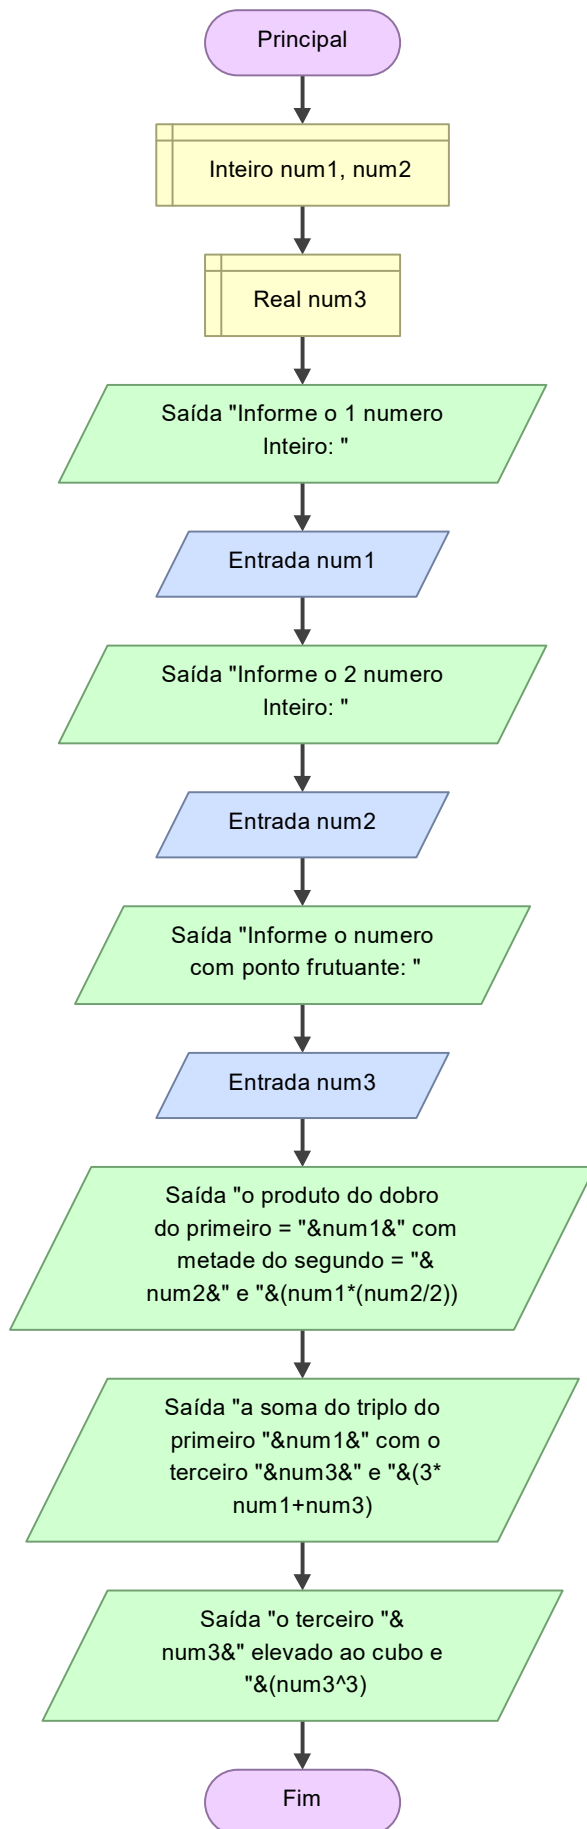 Principal
Inteiro num1, num2
Real num3
Saída "Informe o 1 numero
Inteiro: "
Entrada num1
Saída "Informe o 2 numero
Inteiro: "
Entrada num2
Saída "Informe o numero
com ponto frutuante: "
Entrada num3
Saída "o produto do dobro
do primeiro = "&num1&" com
metade do segundo = "&
num2&" e "&(num1*(num2/2))
Saída "a soma do triplo do
primeiro "&num1&" com o
terceiro "&num3&" e "&(3*
num1+num3)
Saída "o terceiro "&
num3&" elevado ao cubo e
"&(num3^3)
Fim